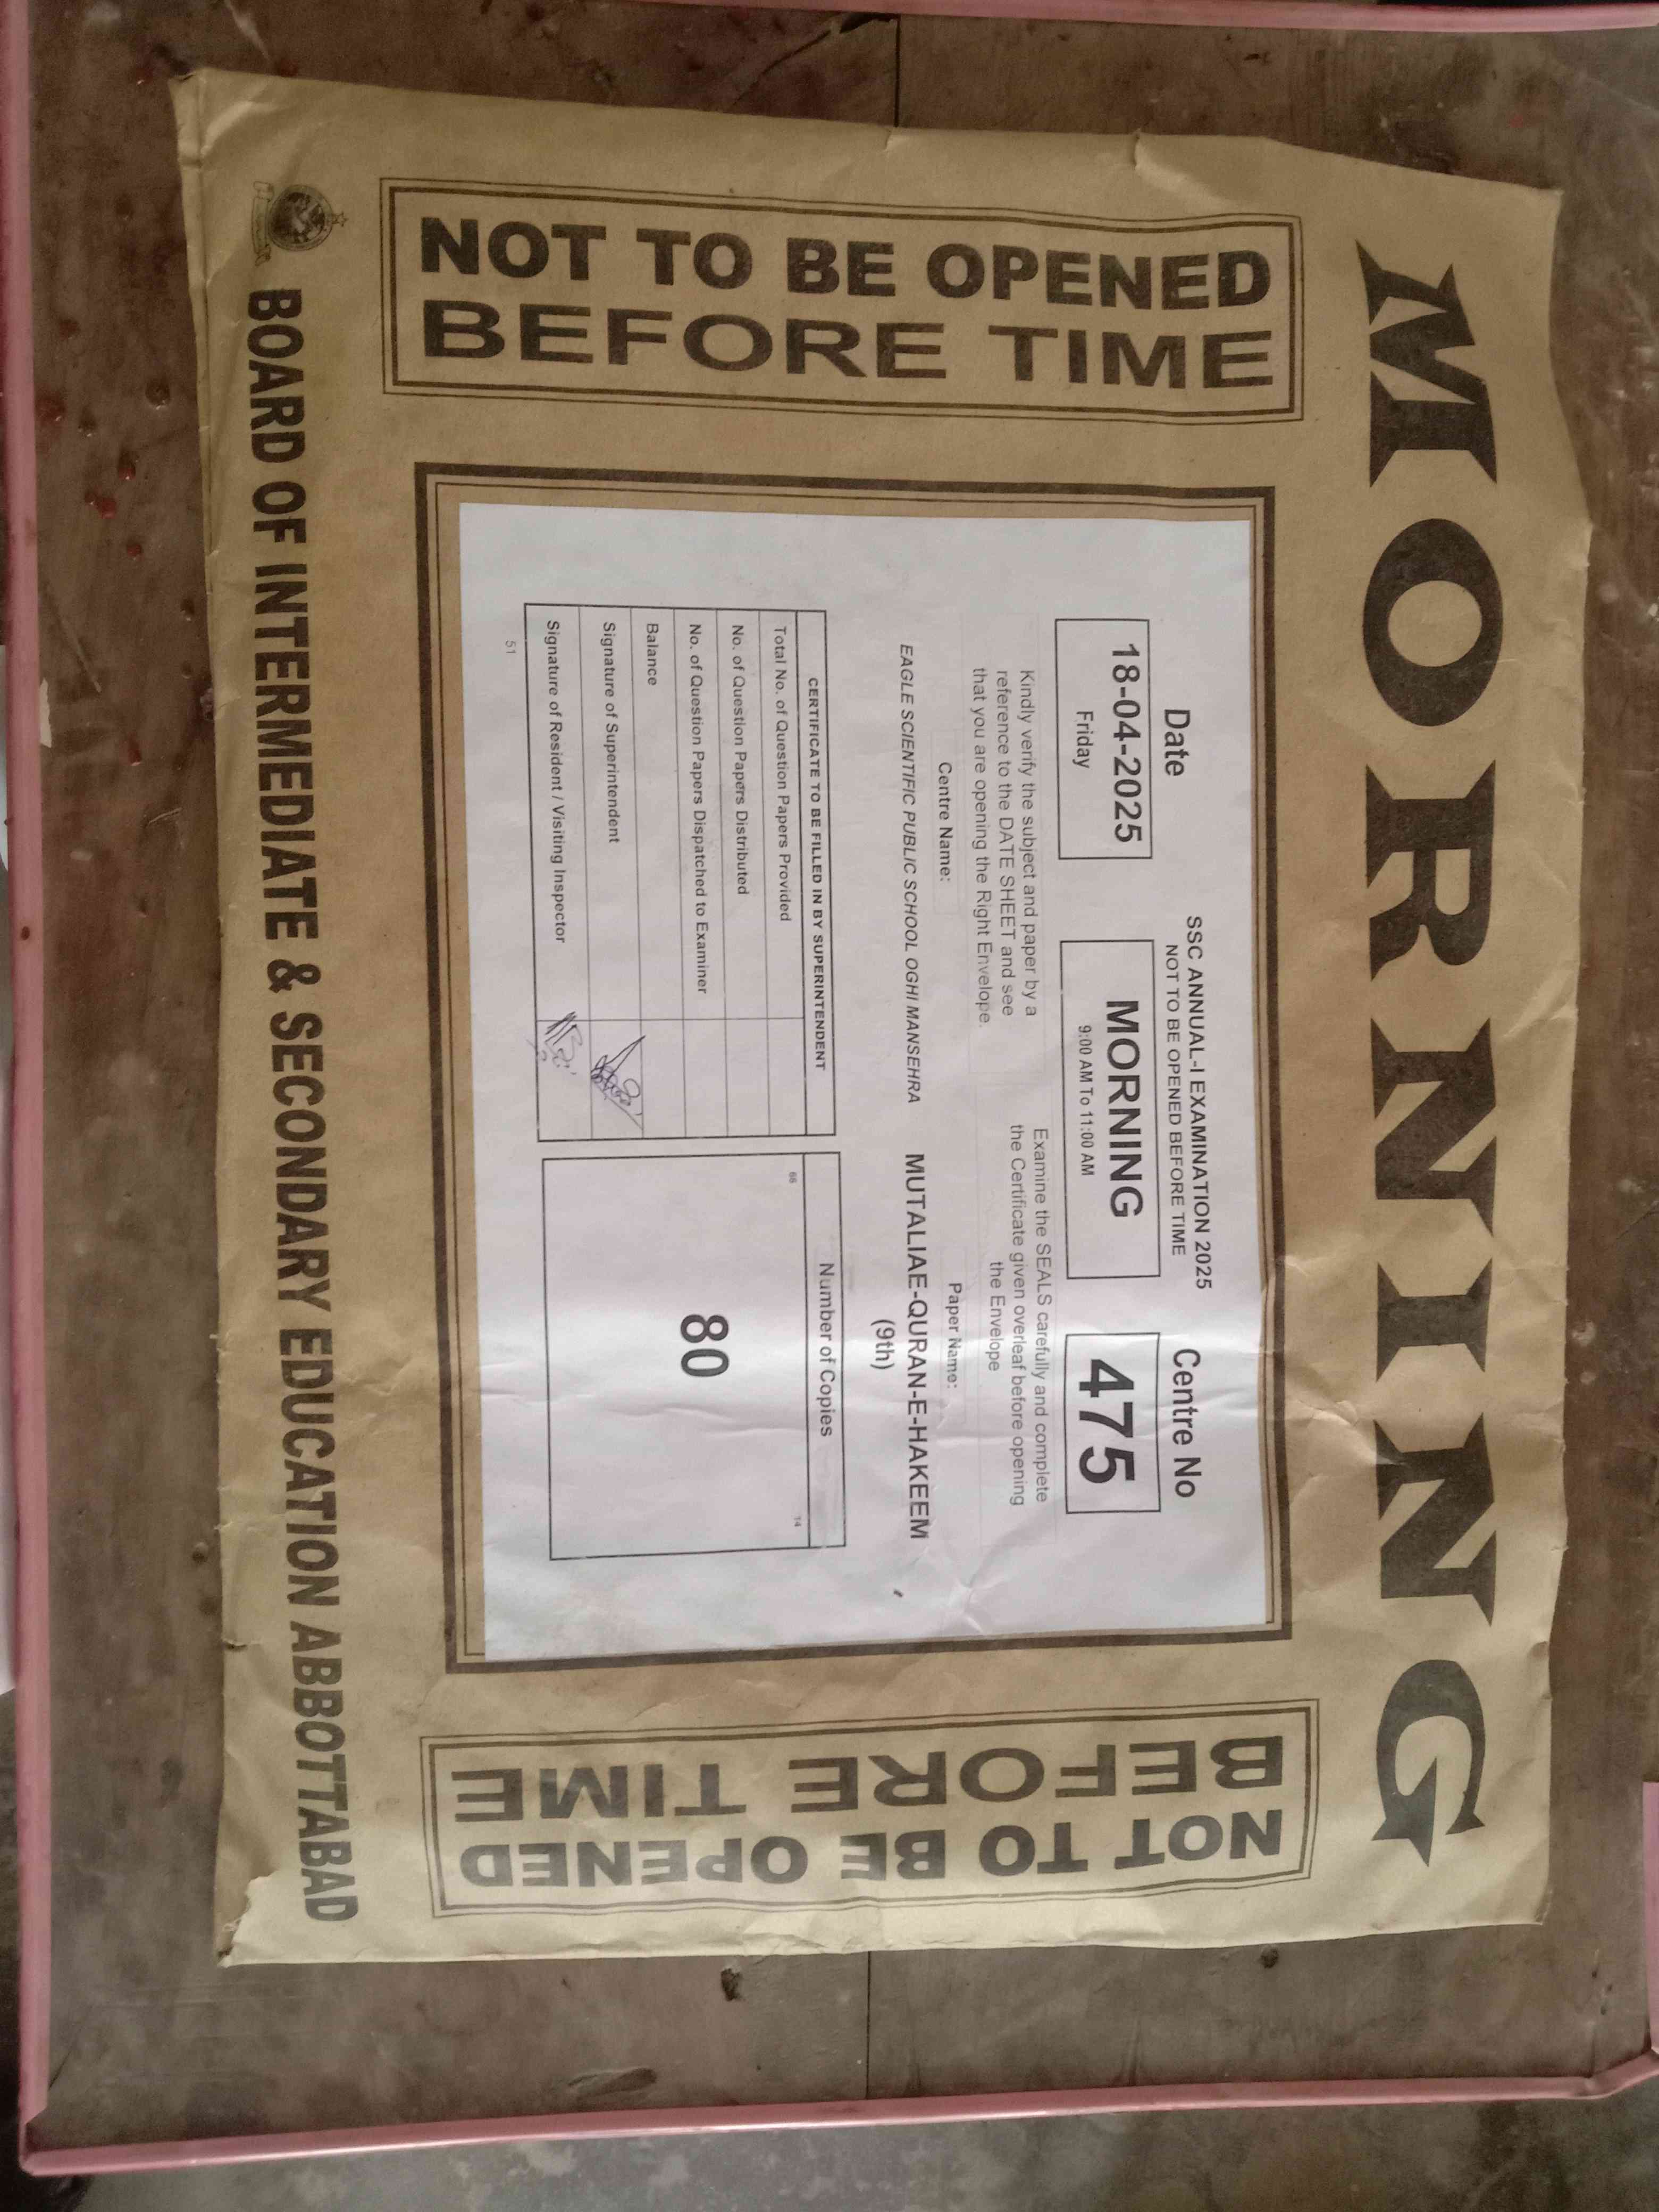 MORNING
NOT TO BE OPENED
BEFORE TIME
SSC ANNUAL-I EXAMINATION 2025
NOT TO BE OPENED BEFORE TIME
Date
18-04-2025
Friday
MORNING
9:00 AM To 11:00 AM
Centre No
475
Kindly verify the subject and paper by a
reference to the DATE SHEET and see
that you are opening the Right Envelope.
Examine the SEALS carefully and complete
the Certificate given overleaf before opening
the Envelope
Centre Name:
EAGLE SCIENTIFIC PUBLIC SCHOOL OGHI MANSEHRA
Paper Name:
MUTALIAE-QURAN-E-HAKEEM
(9th)
CERTIFICATE TO BE FILLED IN BY SUPERINTENDENT
Total No. of Question Papers Provided
No. of Question Papers Distributed
No. of Question Papers Dispatched to Examiner
Balance
Signature of Superintendent
Signature of Resident / Visiting Inspector
51
Number of Copies
66
14
80
NOT TO BE OPENED
BEFORE TIME
BOARD OF INTERMEDIATE & SECONDARY EDUCATION ABBOTTABAD